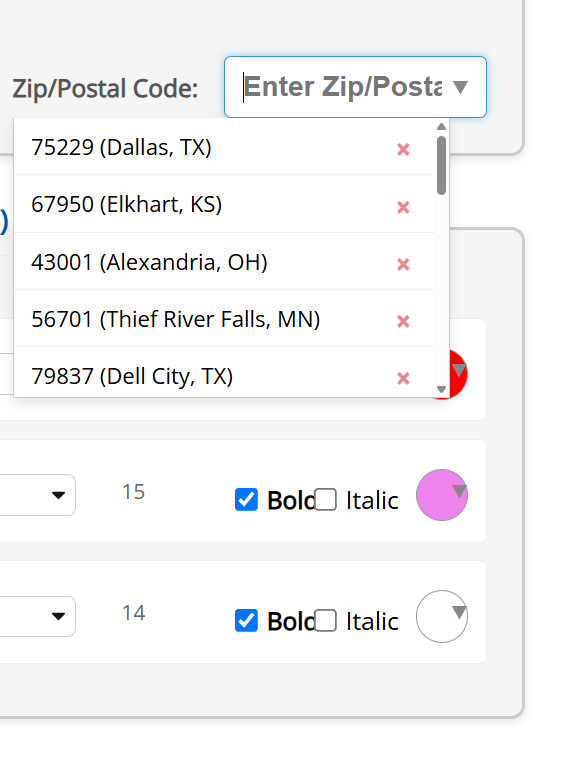 Zip/Postal Code:
Enter Zip/Posta
75229 (Dallas, TX)
67950 (Elkhart, KS)
43001 (Alexandria, OH)
56701 (Thief River Falls, MN)
79837 (Dell City, TX)
)
15
Bold
Italic
14
Bold
Italic